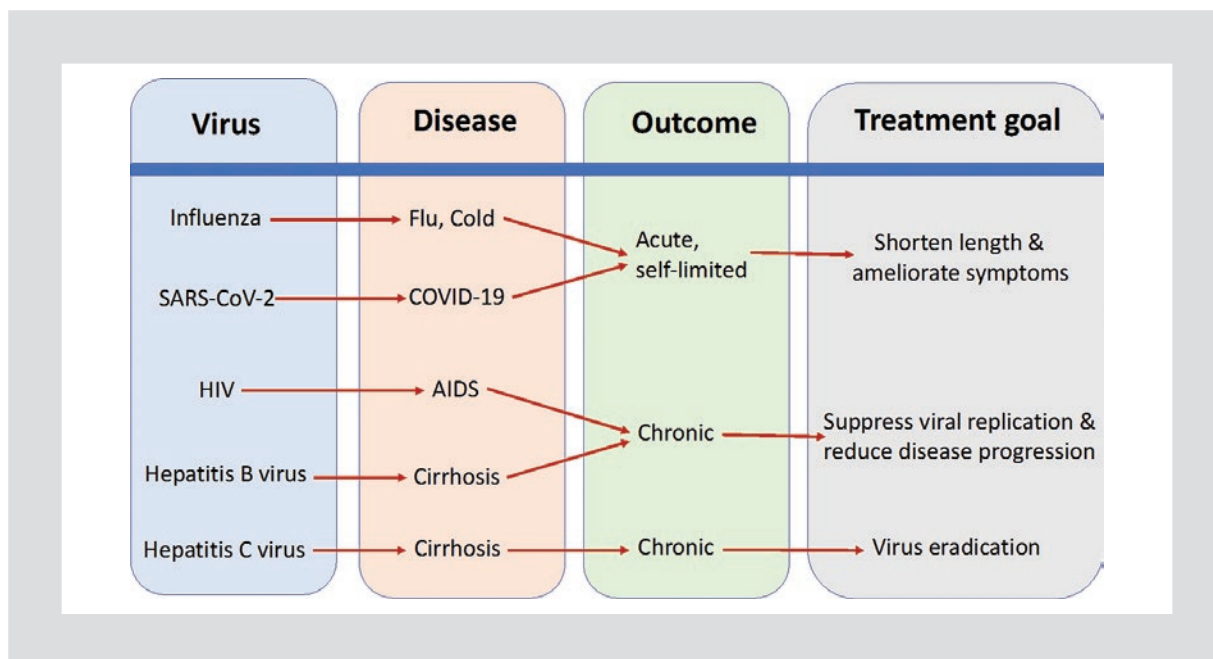 Virus
Disease
Outcome
Treatment goal
Influenza
Flu, Cold
Acute,
self-limited
Shorten length &
ameliorate symptoms
SARS-CoV-2
COVID-19
HIV
AIDS
Chronic
Suppress viral replication &
reduce disease progression
Hepatitis B virus
Cirrhosis
Hepatitis C virus
Cirrhosis
Chronic
Virus eradication